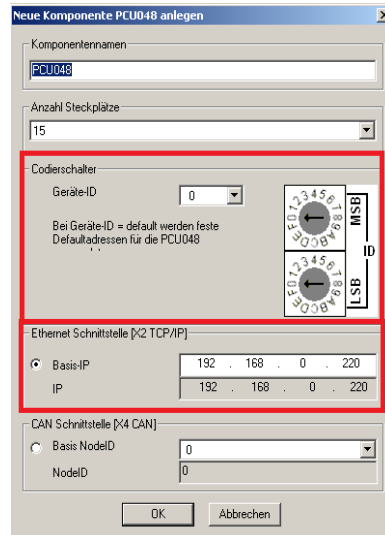 Neue Komponente PCU048 anlegen
Komponentennamen
PCU048
Anzahl Steckplätze
15
Codierschalter
Geräte-ID
0
Bei Geräte-ID = default werden feste
Defaultadressen für die PCU048
MSB
ID
LSB
Ethernet Schnittstelle [X2 TCP/IP]
Basis-IP 192 . 168 . 0 . 220
IP 192 . 168 . 0 . 220
CAN Schnittstelle [X4 CAN]
Basis NodeID 0
NodeID 0
OK Abbrechen